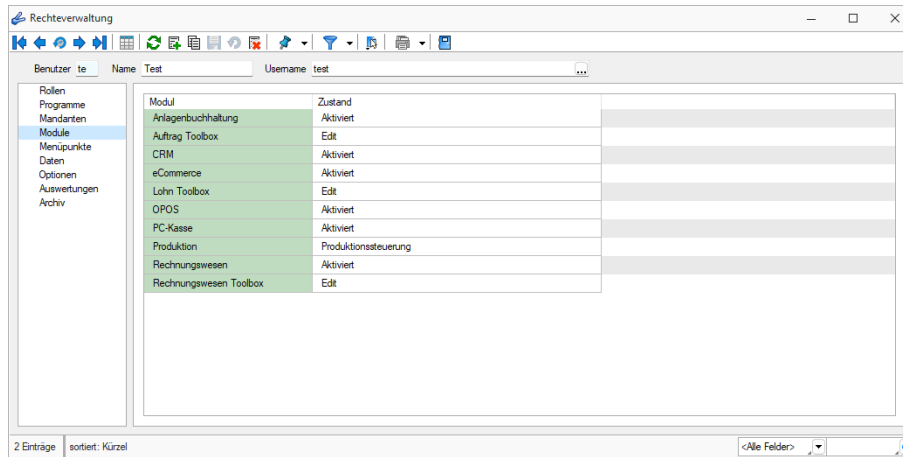 Rechteverwaltung
Benutzer te Name Test Username test ...
Rollen
Programme
Mandanten
Module
Menüpunkte
Daten
Optionen
Auswertungen
Archiv
Modul Zustand
Anlagenbuchhaltung Aktiviert
Auftrag Toolbox Edit
CRM Aktiviert
eCommerce Aktiviert
Lohn Toolbox Edit
OPOS Aktiviert
PC-Kasse Aktiviert
Produktion Produktionssteuerung
Rechnungswesen Aktiviert
Rechnungswesen Toolbox Edit
2 Einträge sortiert: Kürzel <Alle Felder>